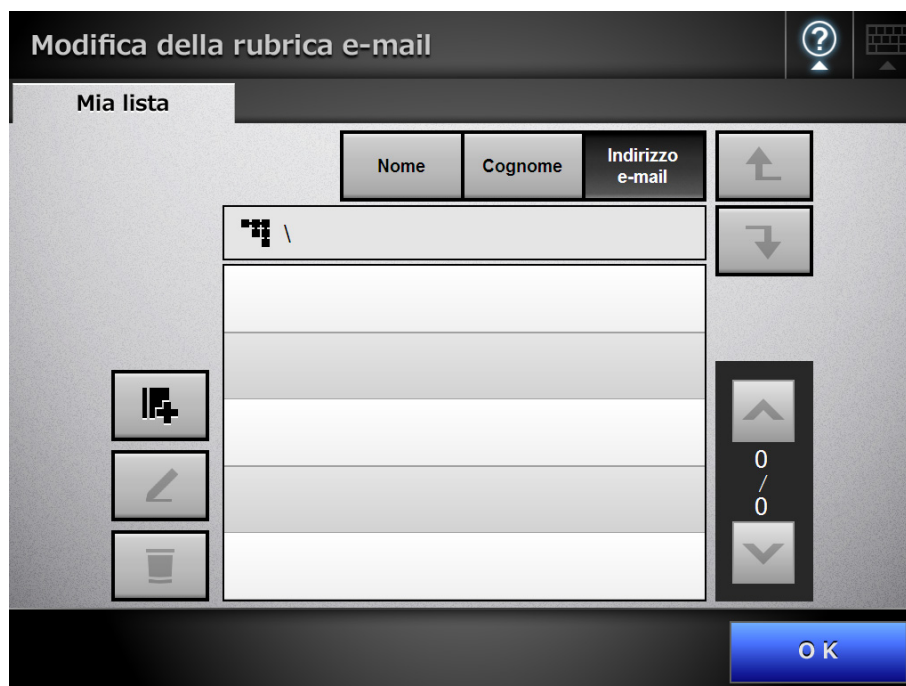 Modifica della rubrica e-mail
?
Mia lista
Nome
Cognome
Indirizzo
e-mail
\
0
/
0
OK